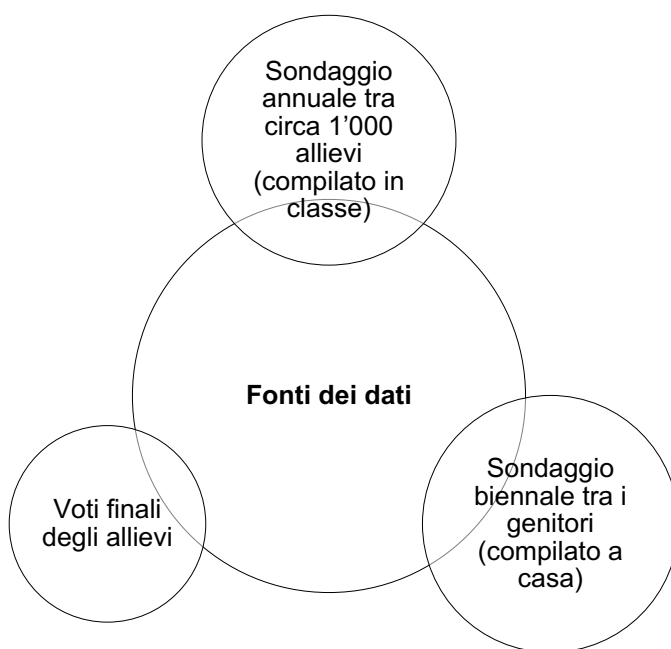 Sondaggio
annuale tra
circa 1’000
allievi
(compilato in
classe)
Fonti dei dati
Voti finali
degli allievi
Sondaggio
biennale tra i
genitori
(compilato a
casa)